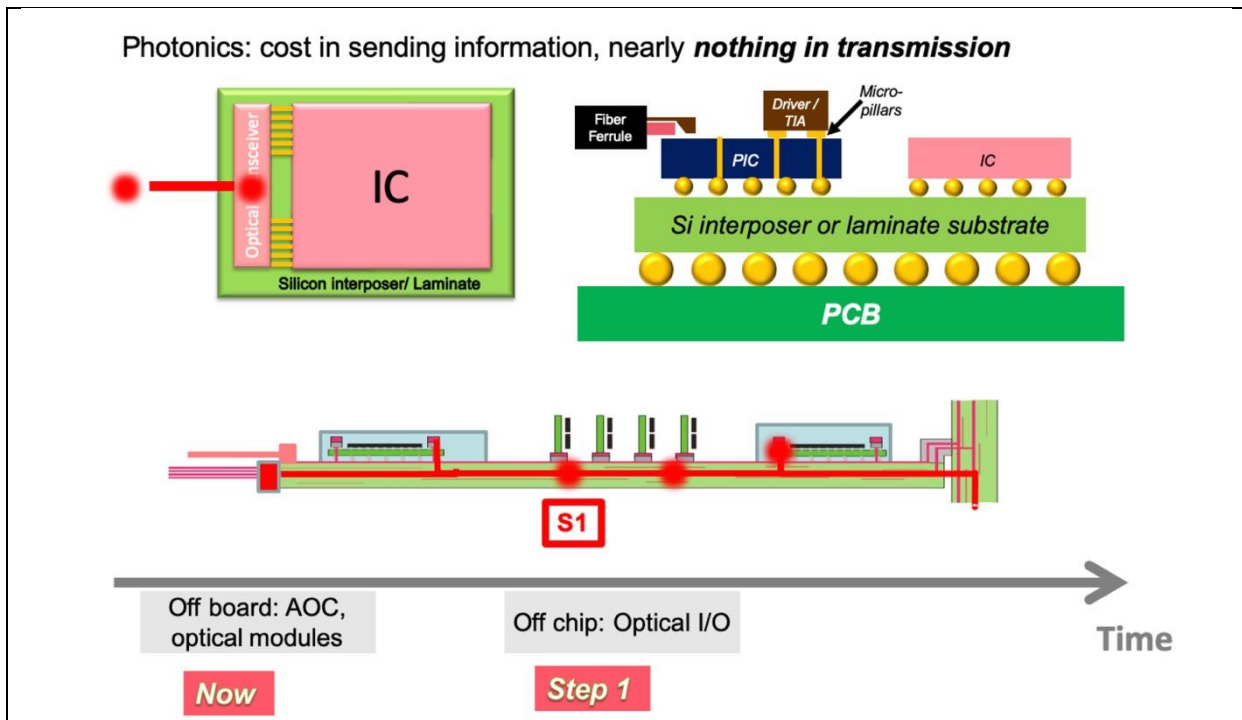 Photonics: cost in sending information, nearly nothing in transmission
Optical nsceiver
IC
Silicon interposer/ Laminate
Fiber
Ferrule
Driver /
TIA
Micro-
pillars
PIC
IC
Si interposer or laminate substrate
PCB
S1
Off board: AOC,
optical modules
Off chip: Optical I/O
Time
Now
Step 1